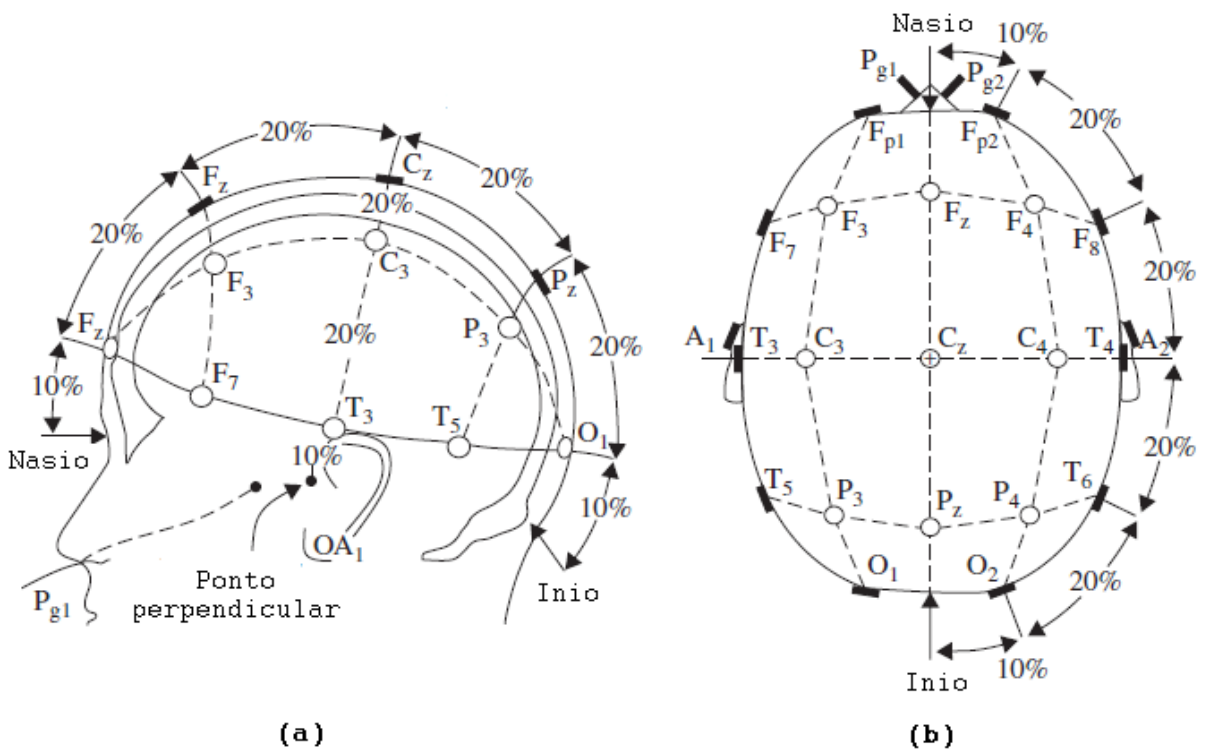 20%
20%
20%
20%
10%
20%
20%
10%
10%
Fz
Cz
Pz
F3
C3
P3
Fz
F7
T3
T5
O1
Nasio
OA1
Ponto
perpendicular
Pg1
Inio
(a)
Nasio
10%
Pg1
Pg2
Fp1
Fp2
20%
F7
F3
Fz
F4
F8
20%
A1
T3
C3
Cz
C4
T4
A2
20%
T5
P3
Pz
P4
T6
O1
O2
20%
10%
Inio
(b)